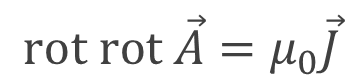 rot rot A⃗ = μ₀J⃗